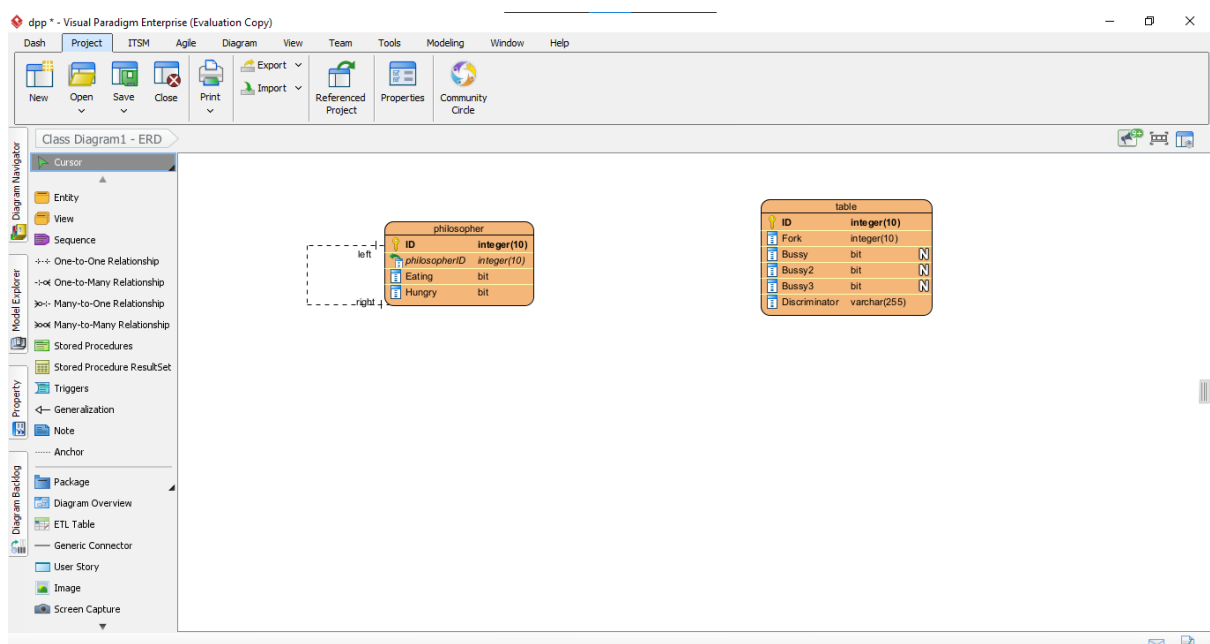 dpp * - Visual Paradigm Enterprise (Evaluation Copy)
Dash Project ITSM Agile Diagram View Team Tools Modeling Window Help
New Open Save Close Print Export Import Referenced Project Properties Community Circle
Class Diagram1 - ERD
Diagram Navigator
Model Explorer
Property
Diagram Backlog
Cursor
Entity
View
Sequence
One-to-One Relationship
One-to-Many Relationship
Many-to-One Relationship
Many-to-Many Relationship
Stored Procedures
Stored Procedure ResultSet
Triggers
Generalization
Note
Anchor
Package
Diagram Overview
ETL Table
Generic Connector
User Story
Image
Screen Capture
philosopher
ID integer(10)
philosopherID integer(10)
Eating bit
Hungry bit
left
right
table
ID integer(10)
Fork integer(10)
Bussy bit N
Bussy2 bit N
Bussy3 bit N
Discriminator varchar(255)